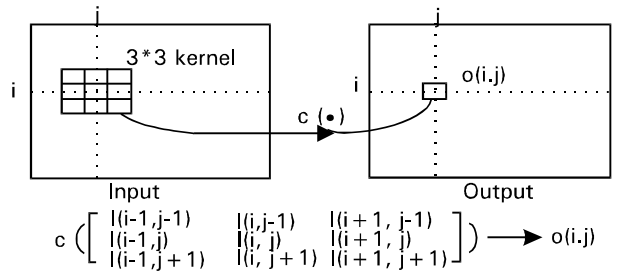 j j
3*3 kernel
o(i.j)
i i
c (•)
Input Output
I(i-1,j-1) I(i,j-1) I(i+1, j-1)
c ([ I(i-1,j) I(i, j) I(i+1, j) ]) → o(i.j)
I(i-1,j+1) I(i, j+1) I(i+1, j+1)